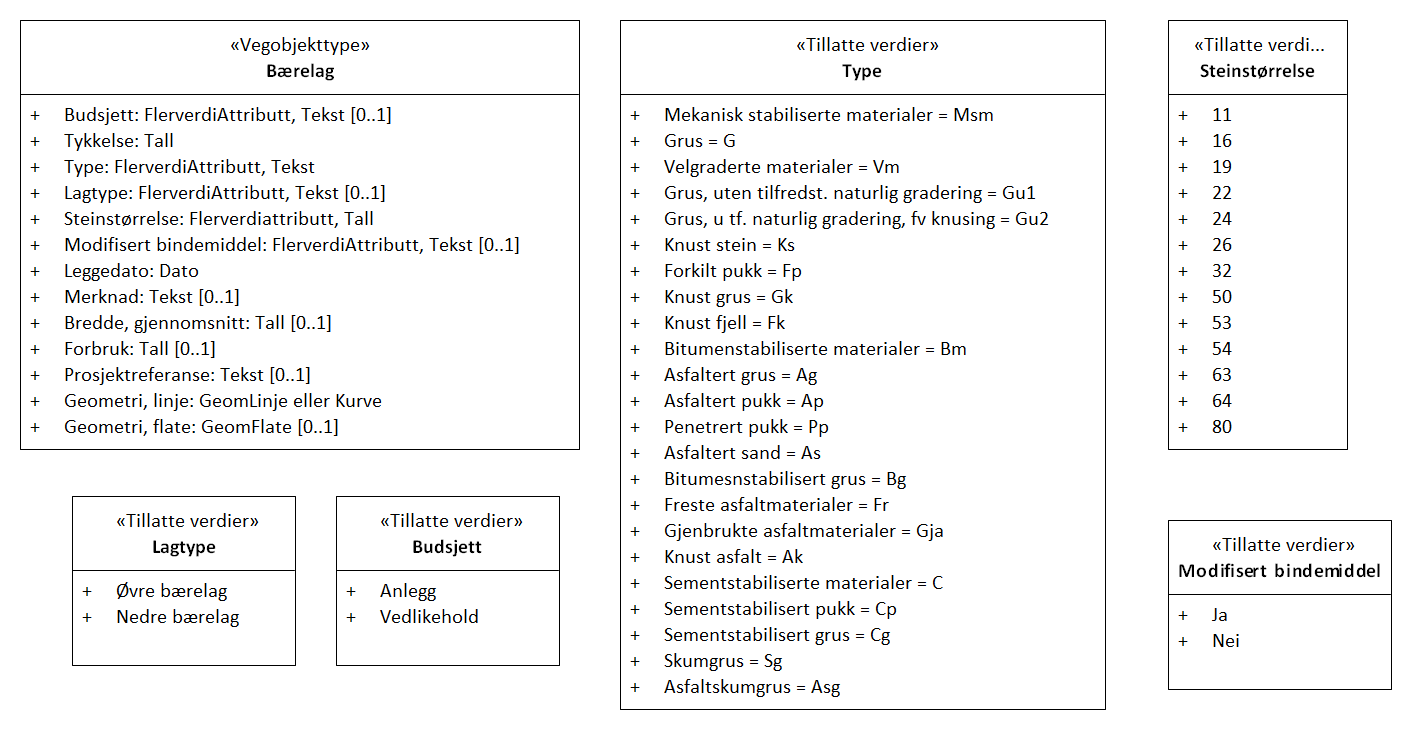 «Vegobjekttype»
Bærelag
+ Budsjett: FlerverdiAttributt, Tekst [0..1]
+ Tykkelse: Tall
+ Type: FlerverdiAttributt, Tekst
+ Lagtype: FlerverdiAttributt, Tekst [0..1]
+ Steinstørrelse: Flerverdiattributt, Tall
+ Modifisert bindemiddel: FlerverdiAttributt, Tekst [0..1]
+ Leggedato: Dato
+ Merknad: Tekst [0..1]
+ Bredde, gjennomsnitt: Tall [0..1]
+ Forbruk: Tall [0..1]
+ Prosjektreferanse: Tekst [0..1]
+ Geometri, linje: GeomLinje eller Kurve
+ Geometri, flate: GeomFlate [0..1]
«Tillatte verdier»
Type
+ Mekanisk stabiliserte materialer = Msm
+ Grus = G
+ Velgraderte materialer = Vm
+ Grus, uten tilfredst. naturlig gradering = Gu1
+ Grus, u tf. naturlig gradering, fv knusing = Gu2
+ Knust stein = Ks
+ Forkilt pukk = Fp
+ Knust grus = Gk
+ Knust fjell = Fk
+ Bitumenstabiliserte materialer = Bm
+ Asfaltert grus = Ag
+ Asfaltert pukk = Ap
+ Penetrert pukk = Pp
+ Asfaltert sand = As
+ Bitumesnstabilisert grus = Bg
+ Freste asfaltmaterialer = Fr
+ Gjenbrukte asfaltmaterialer = Gja
+ Knust asfalt = Ak
+ Sementstabiliserte materialer = C
+ Sementstabilisert pukk = Cp
+ Sementstabilisert grus = Cg
+ Skumgrus = Sg
+ Asfaltskumgrus = Asg
«Tillatte verdi...
Steinstørrelse
+ 11
+ 16
+ 19
+ 22
+ 24
+ 26
+ 32
+ 50
+ 53
+ 54
+ 63
+ 64
+ 80
«Tillatte verdier»
Lagtype
+ Øvre bærelag
+ Nedre bærelag
«Tillatte verdier»
Budsjett
+ Anlegg
+ Vedlikehold
«Tillatte verdier»
Modifisert bindemiddel
+ Ja
+ Nei